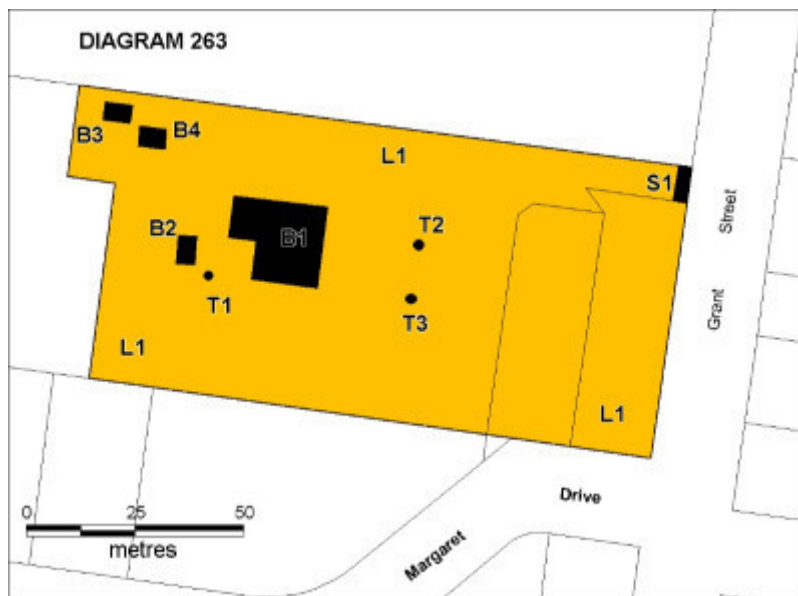 DIAGRAM 263
B3
B4
L1
S1
Street
B2
B1
T2
T1
T3
Grant
L1
L1
Drive
0 25 50
metres
Margaret